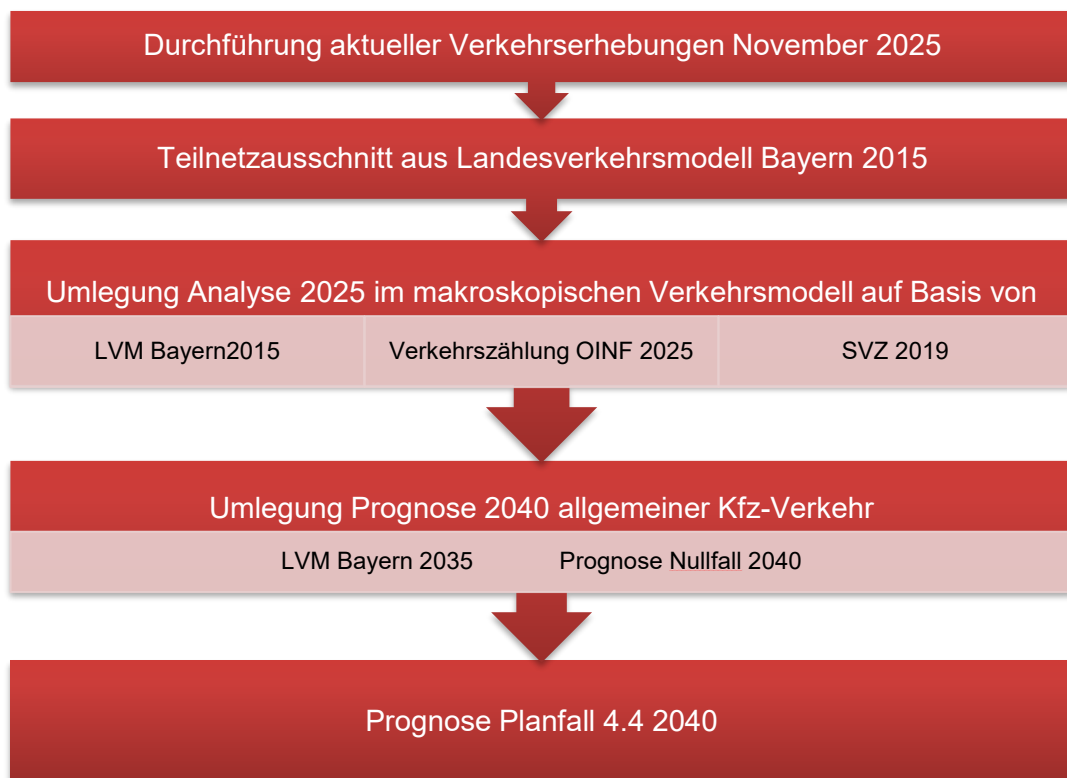 Durchführung aktueller Verkehrserhebungen November 2025
Teilnetzausschnitt aus Landesverkehrsmodell Bayern 2015
Umlegung Analyse 2025 im makroskopischen Verkehrsmodell auf Basis von
LVM Bayern2015
Verkehrszählung OINF 2025
SVZ 2019
Umlegung Prognose 2040 allgemeiner Kfz-Verkehr
LVM Bayern 2035
Prognose Nullfall 2040
Prognose Planfall 4.4 2040